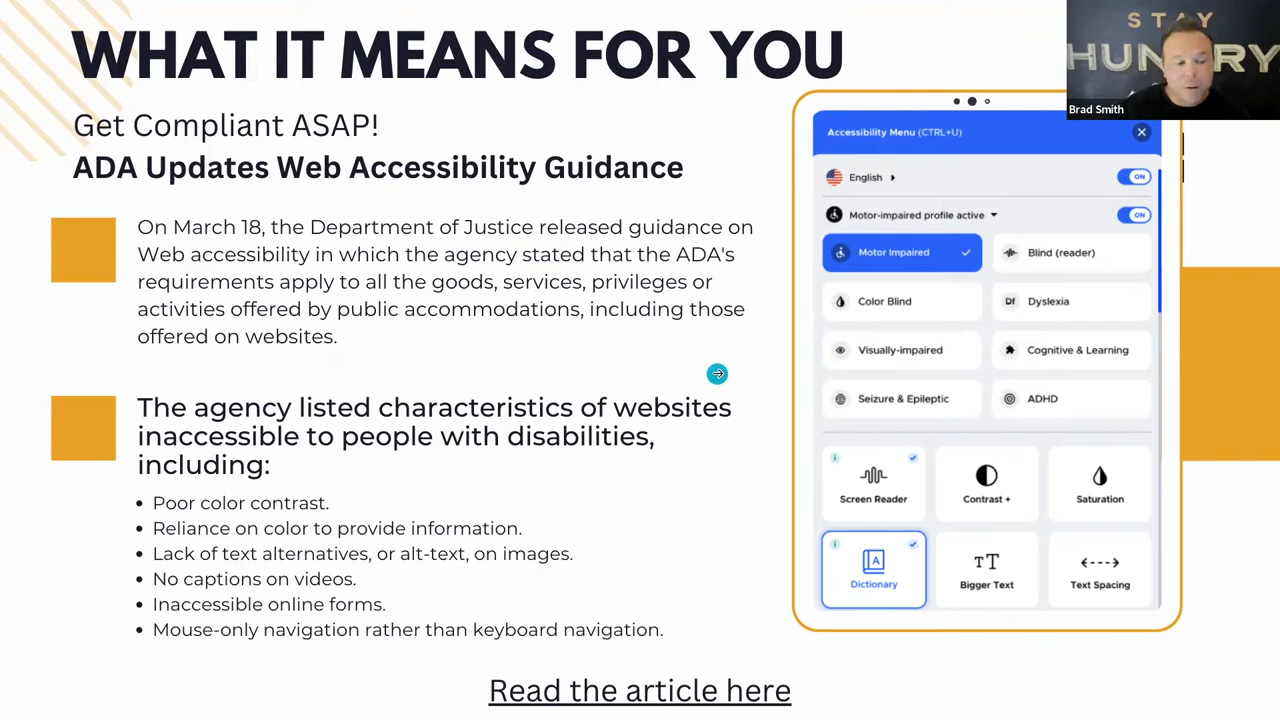 WHAT IT MEANS FOR YOU
Get Compliant ASAP!
ADA Updates Web Accessibility Guidance
On March 18, the Department of Justice released guidance on
Web accessibility in which the agency stated that the ADA's
requirements apply to all the goods, services, privileges or
activities offered by public accommodations, including those
offered on websites.
The agency listed characteristics of websites
inaccessible to people with disabilities,
including:
• Poor color contrast.
• Reliance on color to provide information.
• Lack of text alternatives, or alt-text, on images.
• No captions on videos.
• Inaccessible online forms.
• Mouse-only navigation rather than keyboard navigation.
Read the article here
STAY
HUNGRY
Brad Smith
Accessibility Menu (CTRL+U)
English
ON
Motor-impaired profile active
ON
Motor Impaired
Blind (reader)
Color Blind
Df Dyslexia
Visually-impaired
Cognitive & Learning
Seizure & Epileptic
ADHD
Screen Reader
Contrast +
Saturation
A
Dictionary
TT
Bigger Text
Text Spacing